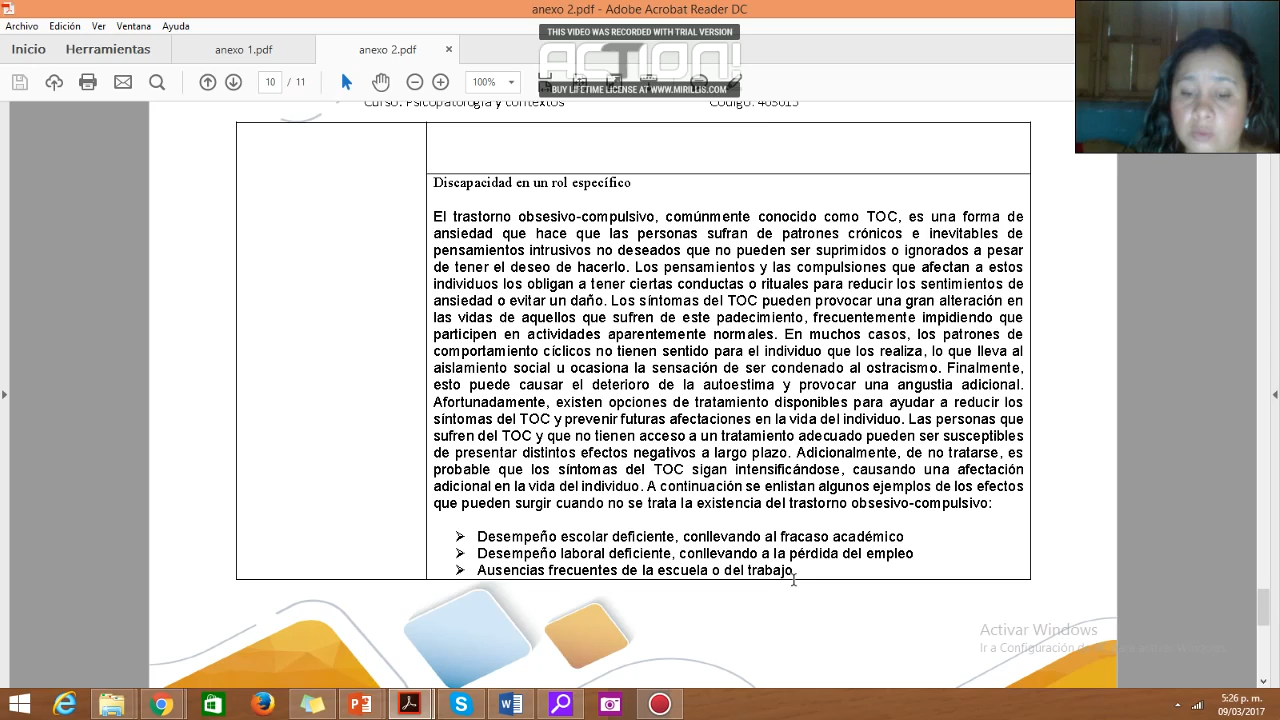 anexo 2.pdf - Adobe Acrobat Reader DC
Archivo Edición Ver Ventana Ayuda
THIS VIDEO WAS RECORDED WITH TRIAL VERSION
ACTION!
BUY LIFETIME LICENSE AT WWW.MIRILLIS.COM
Inicio Herramientas anexo 1.pdf anexo 2.pdf ×
10 / 11 100%
Curso: Psicopatología y contextos Código: 403015
Discapacidad en un rol específico
El trastorno obsesivo-compulsivo, comúnmente conocido como TOC, es una forma de
ansiedad que hace que las personas sufran de patrones crónicos e inevitables de
pensamientos intrusivos no deseados que no pueden ser suprimidos o ignorados a pesar
de tener el deseo de hacerlo. Los pensamientos y las compulsiones que afectan a estos
individuos los obligan a tener ciertas conductas o rituales para reducir los sentimientos de
ansiedad o evitar un daño. Los síntomas del TOC pueden provocar una gran alteración en
las vidas de aquellos que sufren de este padecimiento, frecuentemente impidiendo que
participen en actividades aparentemente normales. En muchos casos, los patrones de
comportamiento cíclicos no tienen sentido para el individuo que los realiza, lo que lleva al
aislamiento social u ocasiona la sensación de ser condenado al ostracismo. Finalmente,
esto puede causar el deterioro de la autoestima y provocar una angustia adicional.
Afortunadamente, existen opciones de tratamiento disponibles para ayudar a reducir los
síntomas del TOC y prevenir futuras afectaciones en la vida del individuo. Las personas que
sufren del TOC y que no tienen acceso a un tratamiento adecuado pueden ser susceptibles
de presentar distintos efectos negativos a largo plazo. Adicionalmente, de no tratarse, es
probable que los síntomas del TOC sigan intensificándose, causando una afectación
adicional en la vida del individuo. A continuación se enlistan algunos ejemplos de los efectos
que pueden surgir cuando no se trata la existencia del trastorno obsesivo-compulsivo:
➢ Desempeño escolar deficiente, conllevando al fracaso académico
➢ Desempeño laboral deficiente, conllevando a la pérdida del empleo
➢ Ausencias frecuentes de la escuela o del trabajo
Activar Windows
Ir a Configuración de
5:26 p. m.
09/03/2017